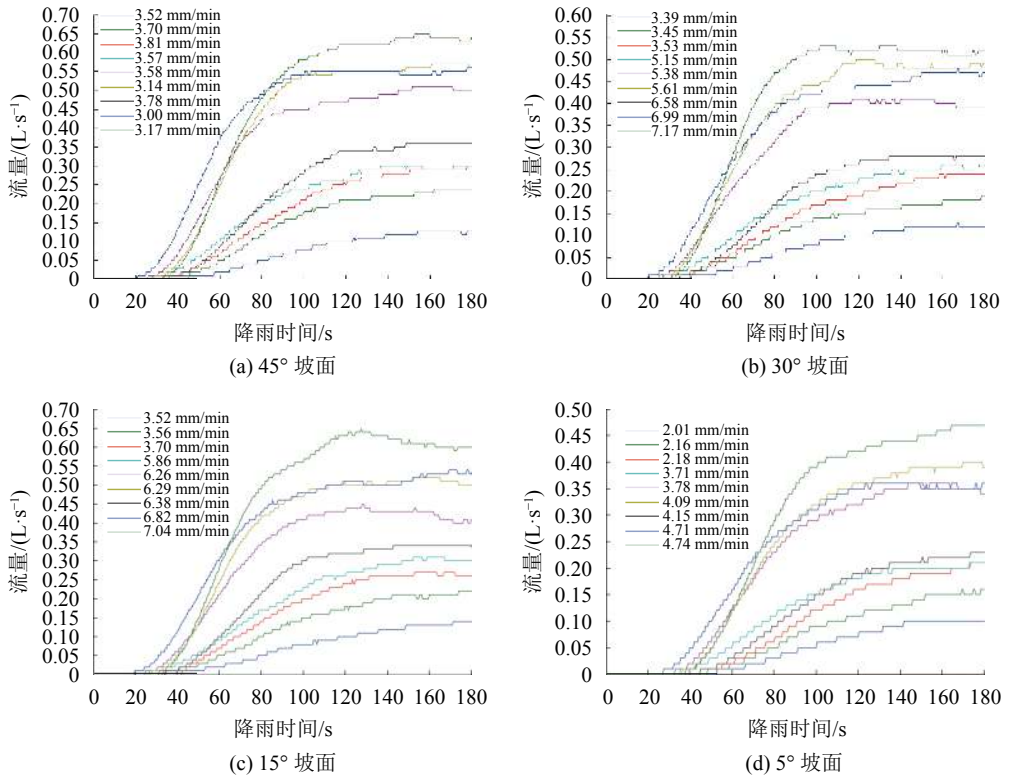 0.70
0.65
0.60
0.55
0.50
0.45
0.40
0.35
0.30
0.25
0.20
0.15
0.10
0.05
0
流量/(L·s⁻¹)
3.52 mm/min
3.70 mm/min
3.81 mm/min
3.57 mm/min
3.58 mm/min
3.14 mm/min
3.78 mm/min
3.00 mm/min
3.17 mm/min
0 20 40 60 80 100 120 140 160 180
降雨时间/s
(a) 45° 坡面
0.60
0.55
0.50
0.45
0.40
0.35
0.30
0.25
0.20
0.15
0.10
0.05
0
流量/(L·s⁻¹)
3.39 mm/min
3.45 mm/min
3.53 mm/min
5.15 mm/min
5.38 mm/min
5.61 mm/min
6.58 mm/min
6.99 mm/min
7.17 mm/min
0 20 40 60 80 100 120 140 160 180
降雨时间/s
(b) 30° 坡面
0.70
0.65
0.60
0.55
0.50
0.45
0.40
0.35
0.30
0.25
0.20
0.15
0.10
0.05
0
流量/(L·s⁻¹)
3.52 mm/min
3.56 mm/min
3.70 mm/min
5.86 mm/min
6.26 mm/min
6.29 mm/min
6.38 mm/min
6.82 mm/min
7.04 mm/min
0 20 40 60 80 100 120 140 160 180
降雨时间/s
(c) 15° 坡面
0.50
0.45
0.40
0.35
0.30
0.25
0.20
0.15
0.10
0.05
0
流量/(L·s⁻¹)
2.01 mm/min
2.16 mm/min
2.18 mm/min
3.71 mm/min
3.78 mm/min
4.09 mm/min
4.15 mm/min
4.71 mm/min
4.74 mm/min
0 20 40 60 80 100 120 140 160 180
降雨时间/s
(d) 5° 坡面